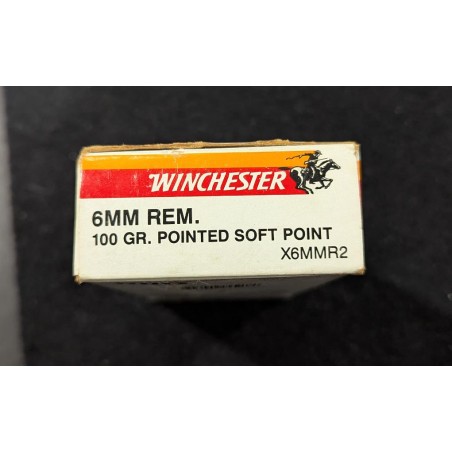 WINCHESTER
6MM REM.
100 GR. POINTED SOFT POINT
X6MMR2